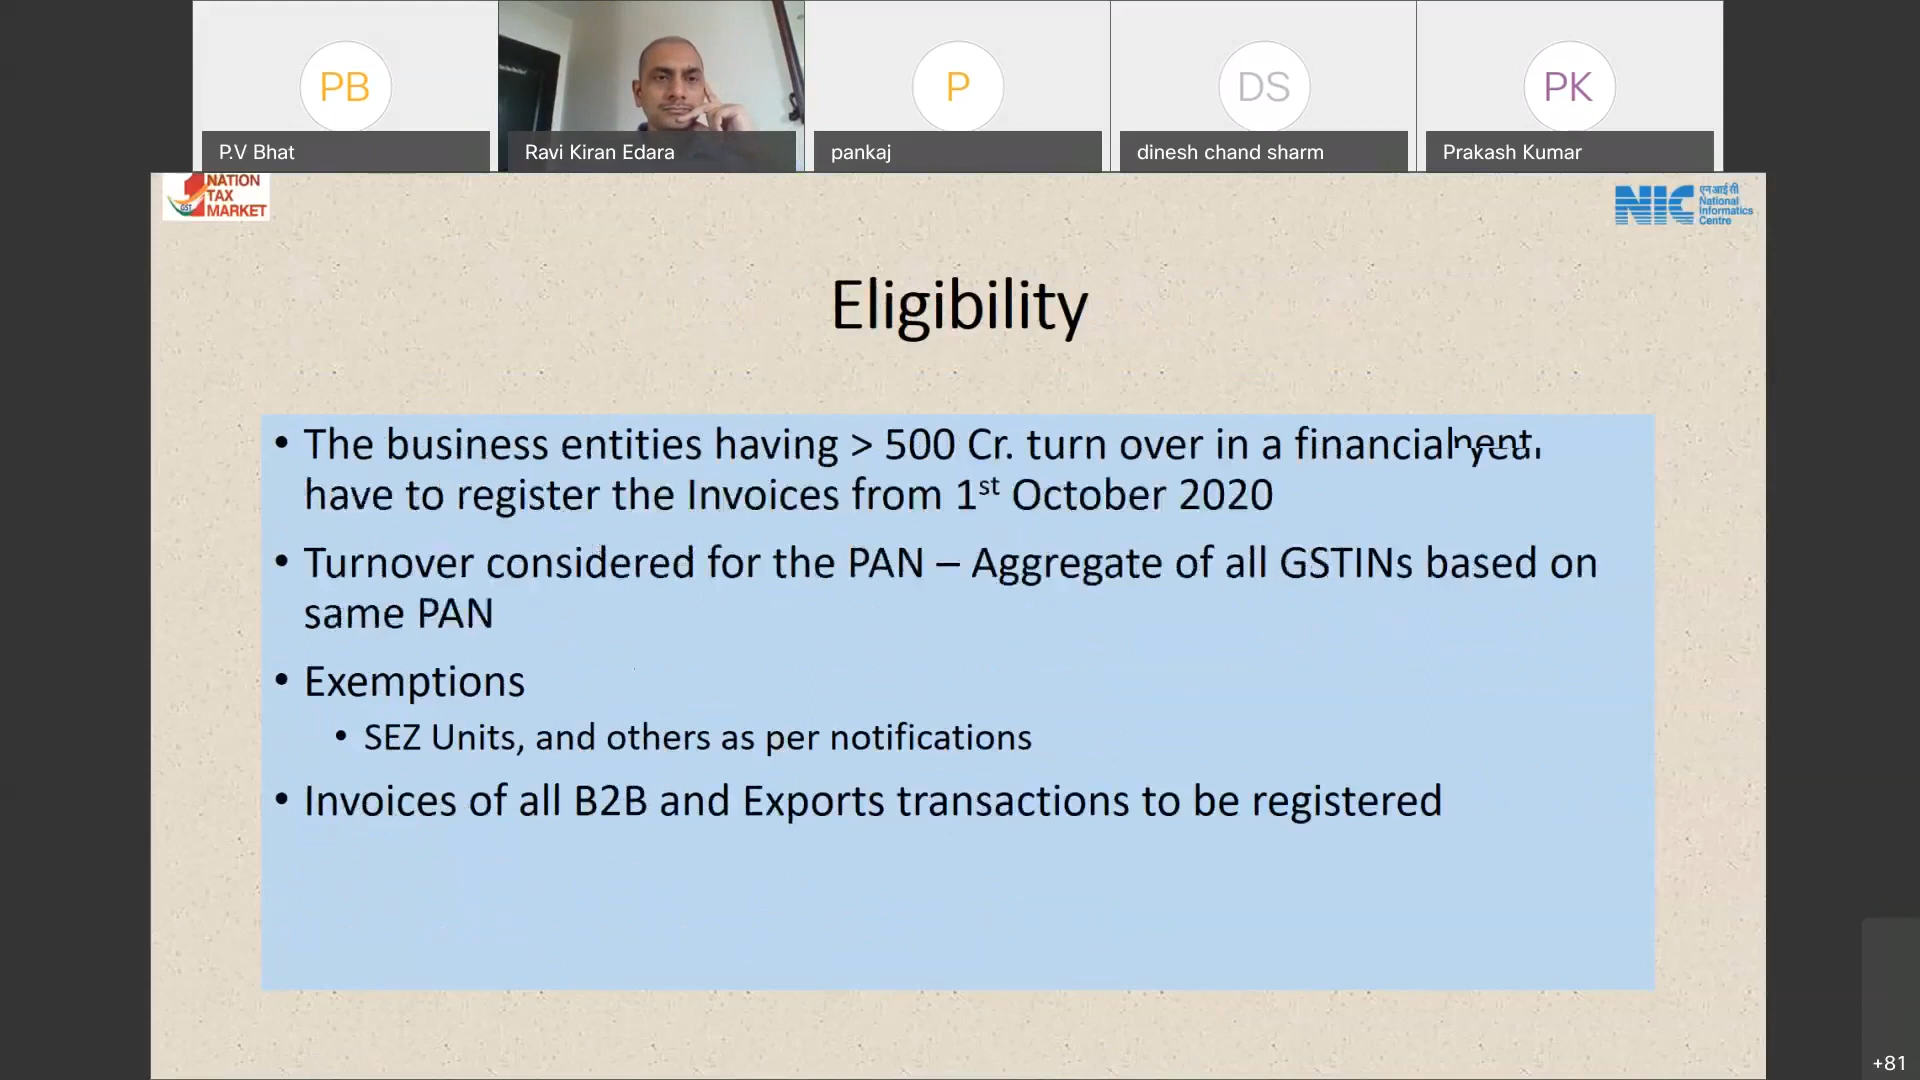 PB
P
DS
PK
P.V Bhat
Ravi Kiran Edara
pankaj
dinesh chand sharm
Prakash Kumar
NATION
TAX
MARKET
GST
NIC
एनआईसी
National
Informatics
Centre
Eligibility
• The business entities having > 500 Cr. turn over in a financial
have to register the Invoices from 1st October 2020
• Turnover considered for the PAN – Aggregate of all GSTINs based on
same PAN
• Exemptions
• SEZ Units, and others as per notifications
• Invoices of all B2B and Exports transactions to be registered
+81